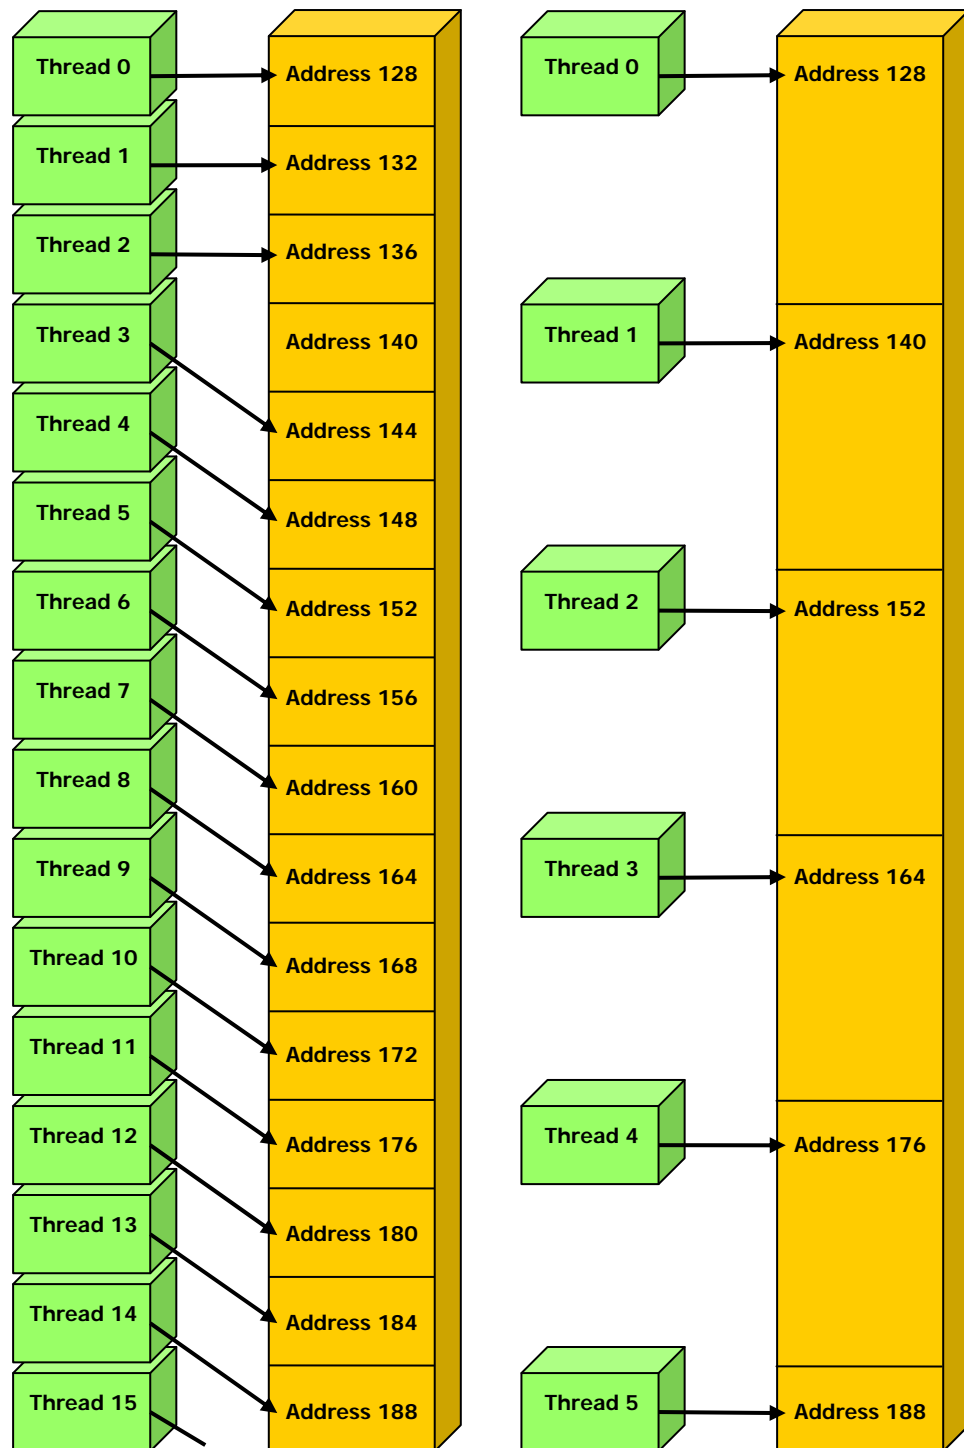 Thread 0
Address 128
Thread 1
Address 132
Thread 2
Address 136
Thread 3
Address 140
Thread 4
Address 144
Thread 5
Address 148
Thread 6
Address 152
Thread 7
Address 156
Thread 8
Address 160
Thread 9
Address 164
Thread 10
Address 168
Thread 11
Address 172
Thread 12
Address 176
Thread 13
Address 180
Thread 14
Address 184
Thread 15
Address 188
Thread 0
Address 128
Thread 1
Address 140
Thread 2
Address 152
Thread 3
Address 164
Thread 4
Address 176
Thread 5
Address 188